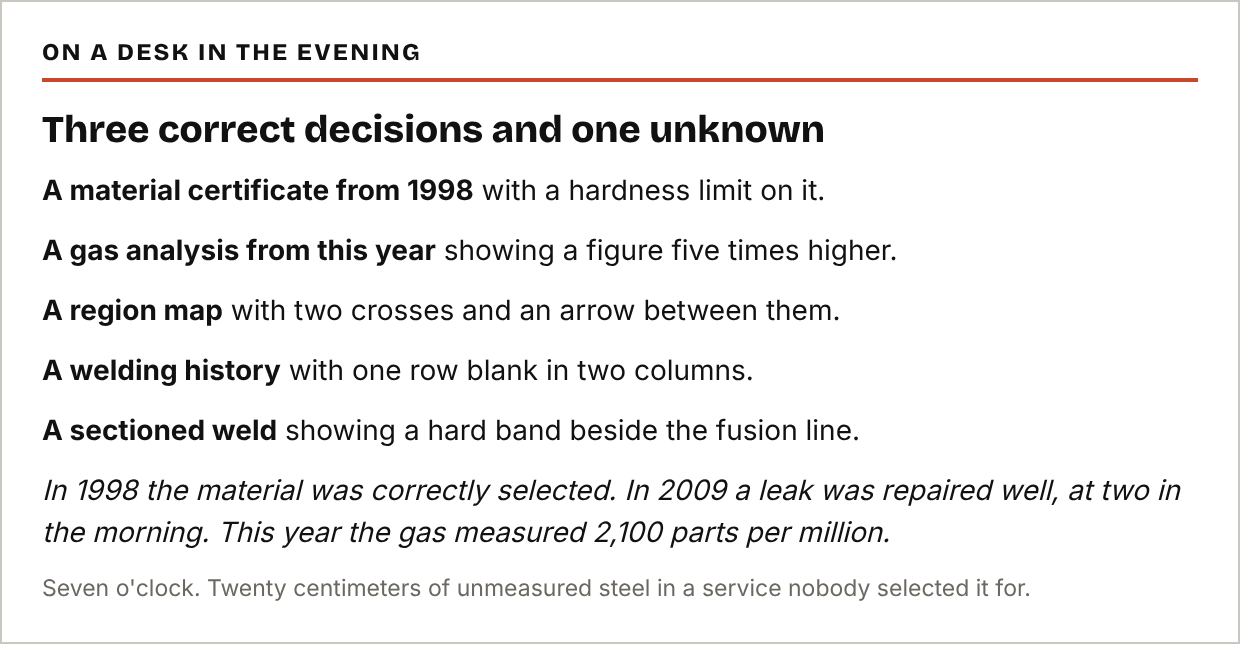 ON A DESK IN THE EVENING
Three correct decisions and one unknown
A material certificate from 1998 with a hardness limit on it.
A gas analysis from this year showing a figure five times higher.
A region map with two crosses and an arrow between them.
A welding history with one row blank in two columns.
A sectioned weld showing a hard band beside the fusion line.
In 1998 the material was correctly selected. In 2009 a leak was repaired well, at two in
the morning. This year the gas measured 2,100 parts per million.
Seven o'clock. Twenty centimeters of unmeasured steel in a service nobody selected it for.